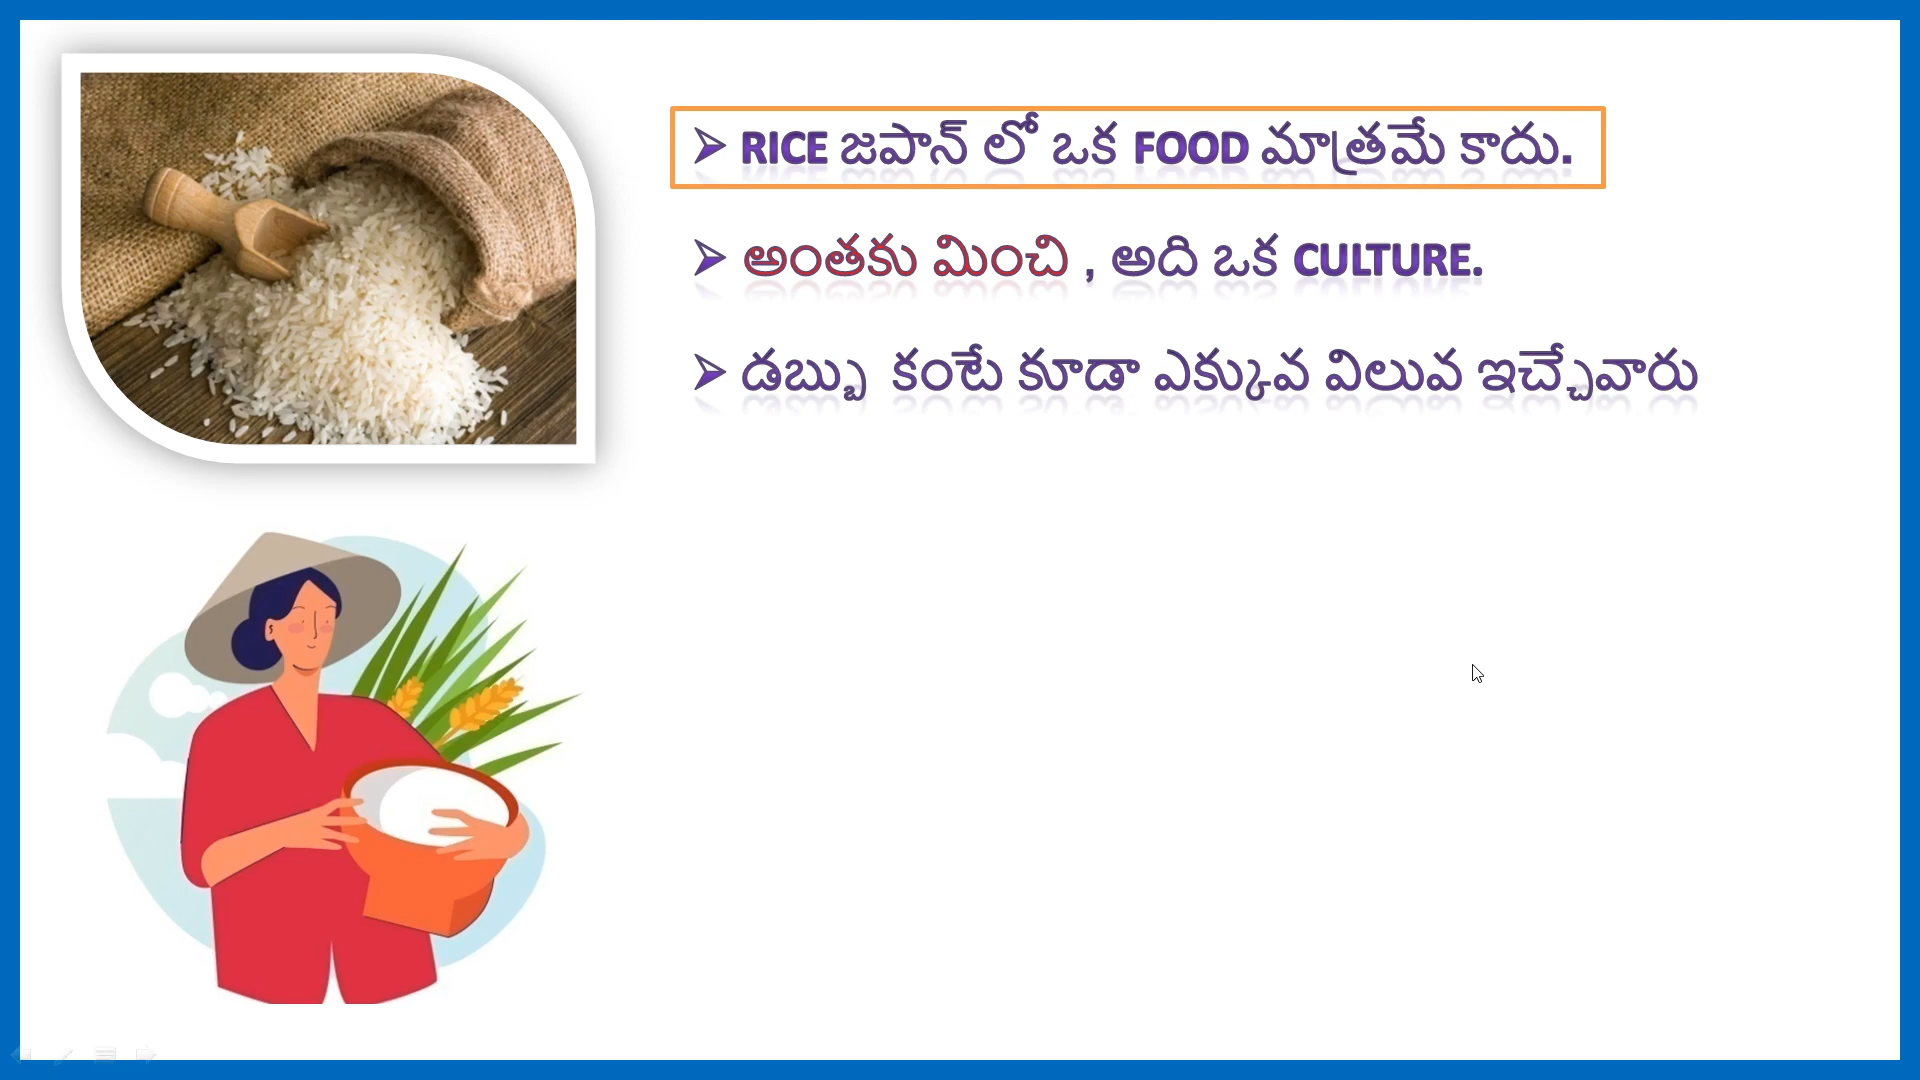 ➢ RICE జపాన్ లో ఒక FOOD మాత్రమే కాదు.
➢ అంతకు మించి , అది ఒక CULTURE.
➢ డబ్బు కంటే కూడా ఎక్కువ విలువ ఇచ్చేవారు